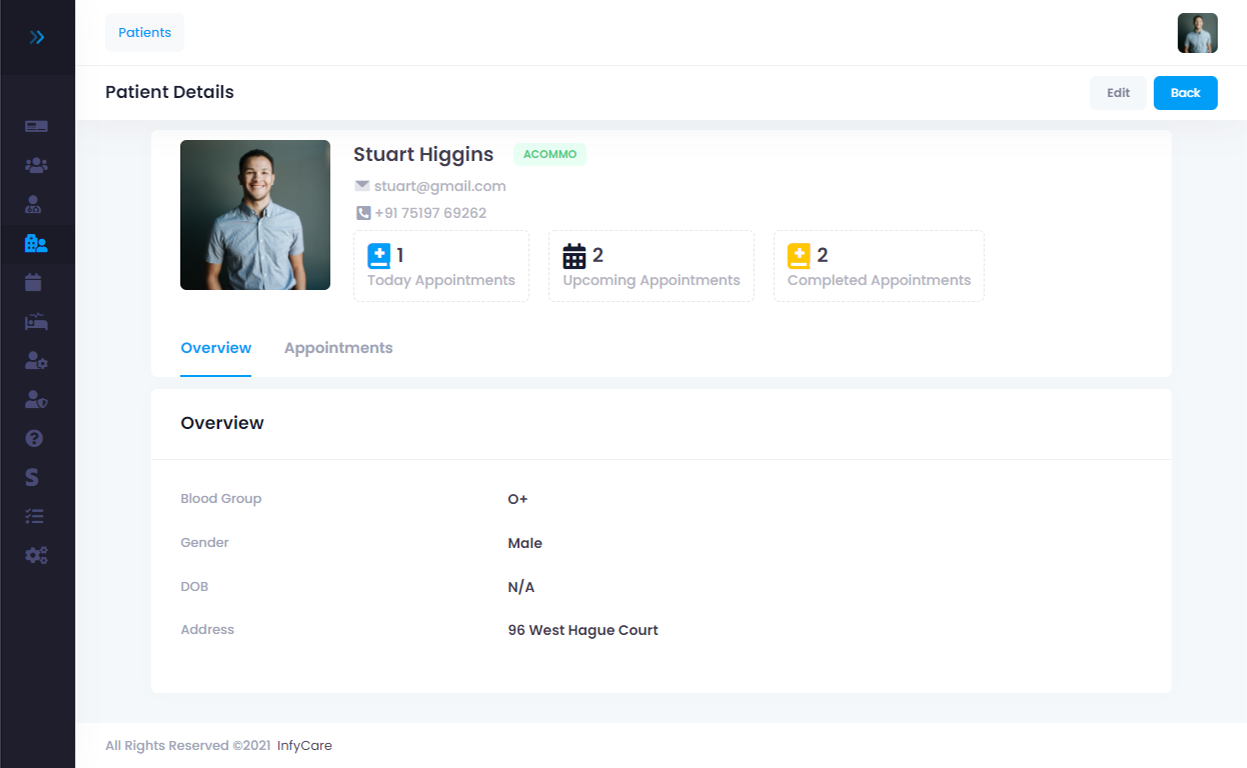 Patients
Patient Details
Edit
Back
Stuart Higgins
ACOMMO
stuart@gmail.com
+91 75197 69262
1
Today Appointments
2
Upcoming Appointments
2
Completed Appointments
Overview
Appointments
Overview
Blood Group O+
Gender Male
DOB N/A
Address 96 West Hague Court
All Rights Reserved ©2021 InfyCare